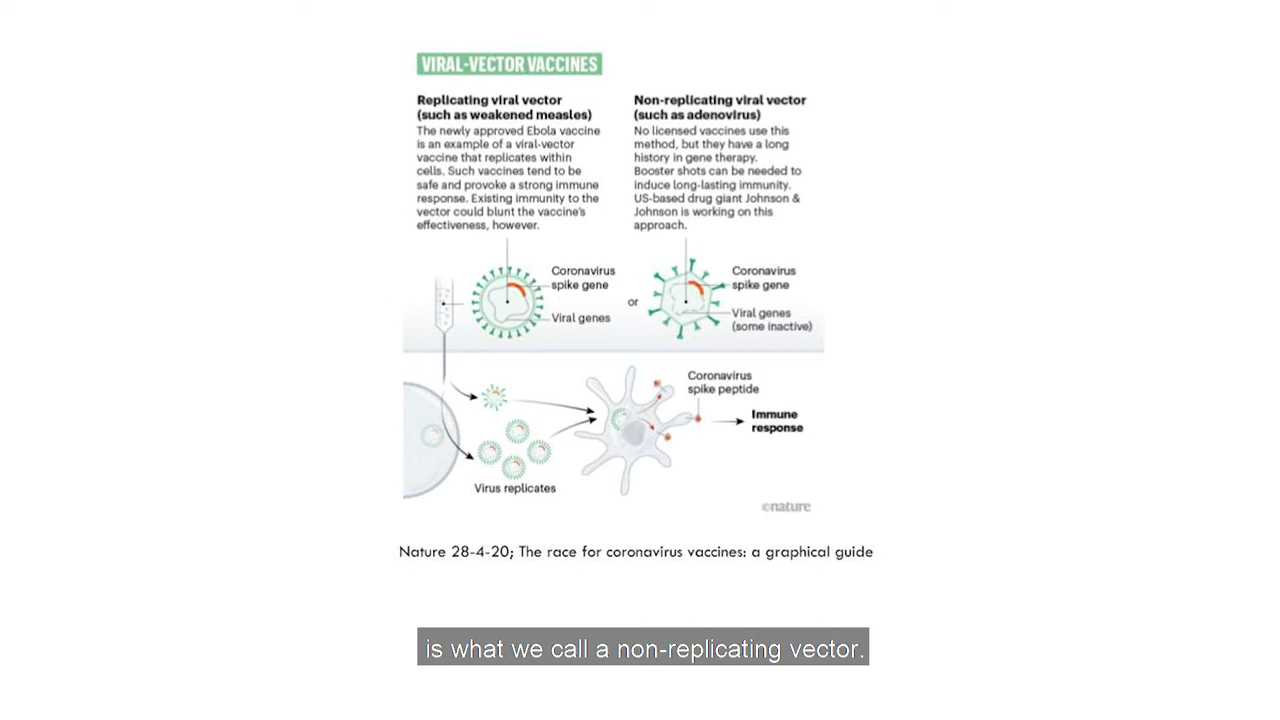 VIRAL-VECTOR VACCINES
Replicating viral vector
(such as weakened measles)
The newly approved Ebola vaccine
is an example of a viral-vector
vaccine that replicates within
cells. Such vaccines tend to be
safe and provoke a strong immune
response. Existing immunity to the
vector could blunt the vaccine's
effectiveness, however.
Non-replicating viral vector
(such as adenovirus)
No licensed vaccines use this
method, but they have a long
history in gene therapy.
Booster shots can be needed to
induce long-lasting immunity.
US-based drug giant Johnson &
Johnson is working on this
approach.
Coronavirus
spike gene
Viral genes
or
Coronavirus
spike gene
Viral genes
(some inactive)
Coronavirus
spike peptide
Immune
response
Virus replicates
©nature
Nature 28-4-20; The race for coronavirus vaccines: a graphical guide
is what we call a non-replicating vector.